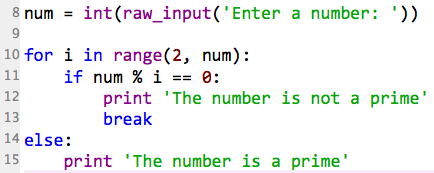 8 num = int(raw_input('Enter a number: '))
9
10 for i in range(2, num):
11     if num % i == 0:
12         print 'The number is not a prime'
13         break
14 else:
15     print 'The number is a prime'